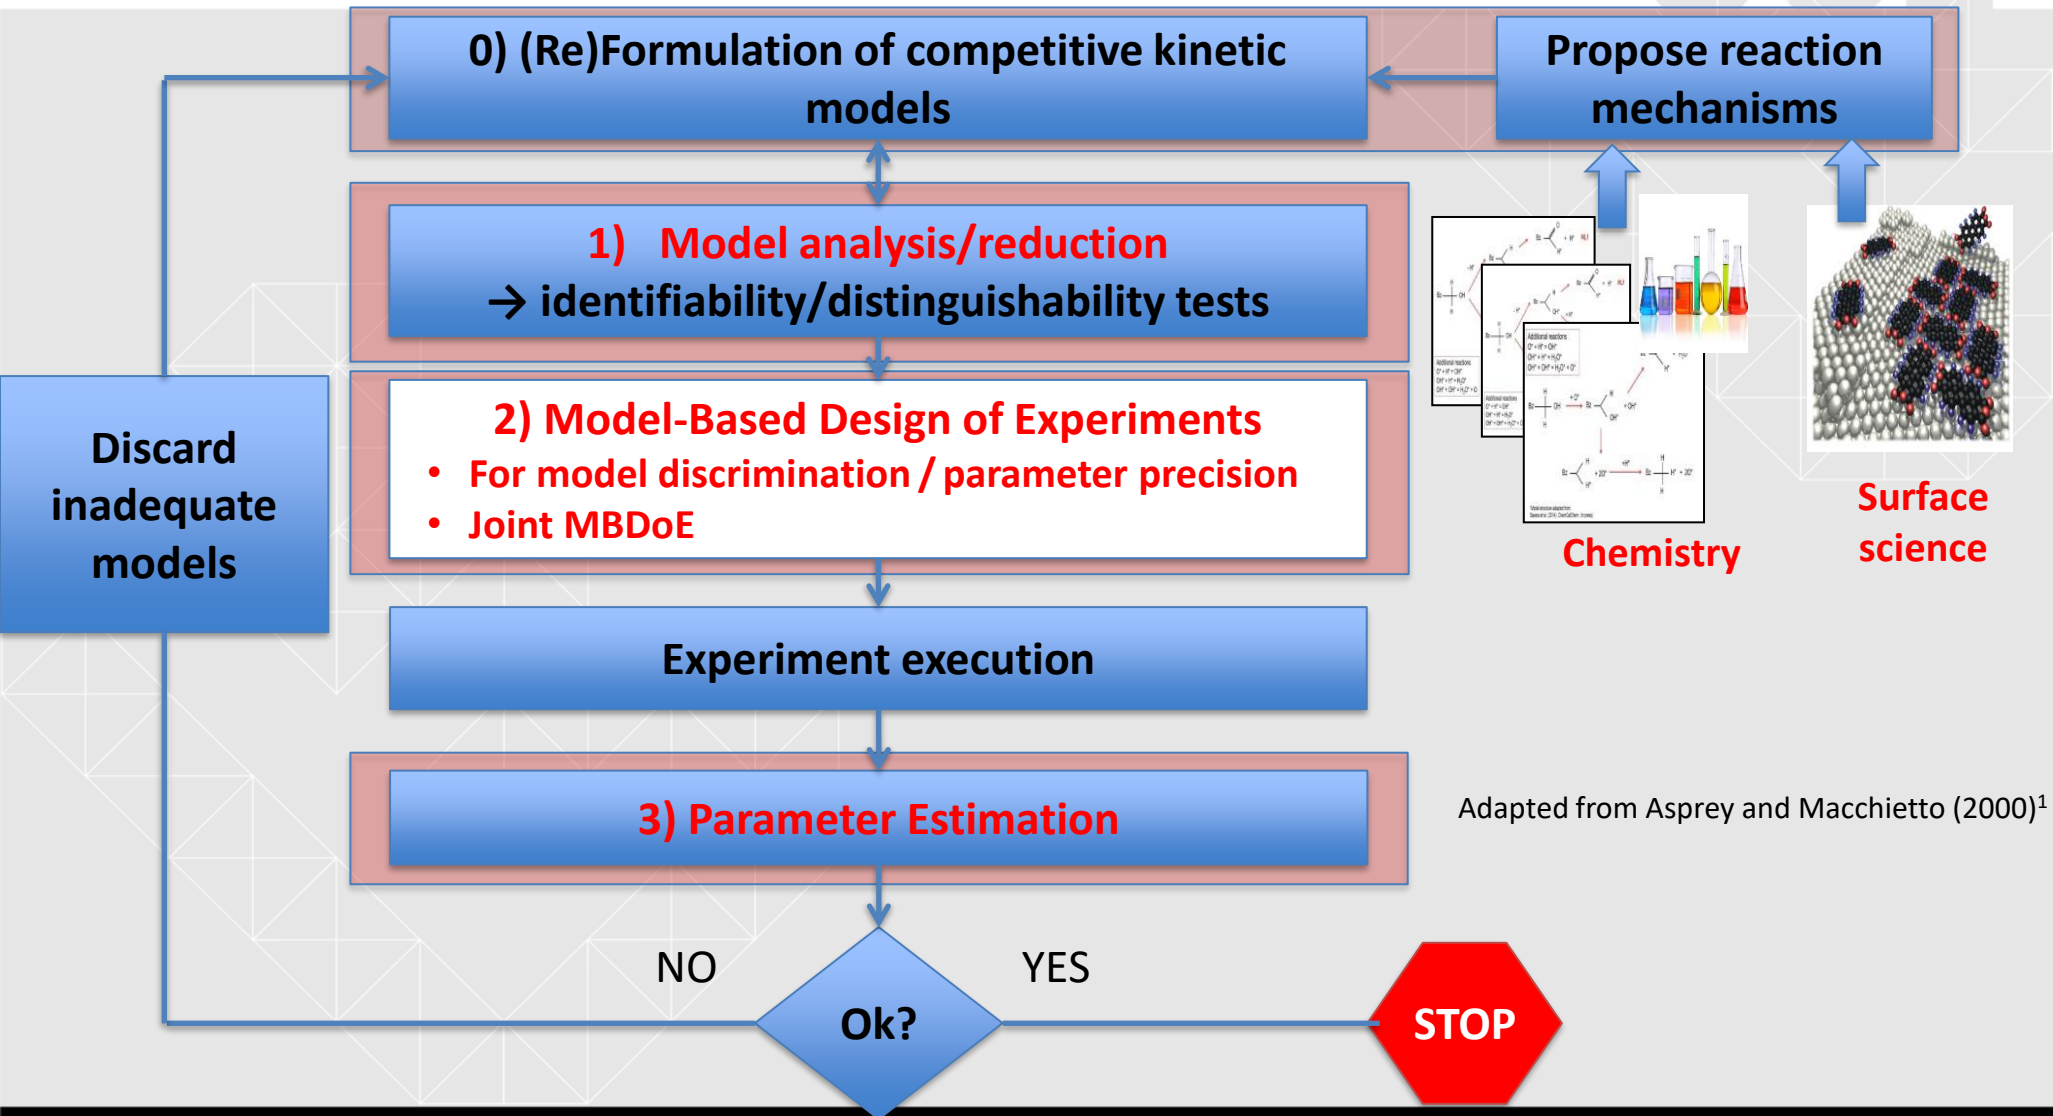 0) (Re)Formulation of competitive kinetic
models
Propose reaction
mechanisms
1) Model analysis/reduction
→ identifiability/distinguishability tests
2) Model-Based Design of Experiments
• For model discrimination / parameter precision
• Joint MBDoE
Discard
inadequate
models
Additional reactions
Chemistry
Surface
science
Experiment execution
3) Parameter Estimation
Adapted from Asprey and Macchietto (2000)¹
NO
YES
Ok?
STOP